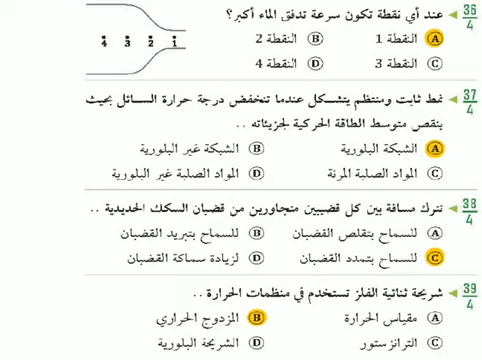 36/4 عند أي نقطة تكون سرعة تدفق الماء أكبر؟
A النقطة 1 B النقطة 2
C النقطة 3 D النقطة 4
4 3 2 1
37/4 نمط ثابت ومنتظم يتشكل عندما تنخفض درجة حرارة السائل بحيث
ينقص متوسط الطاقة الحركية لجزيئاته ..
A الشبكة البلورية B الشبكة غير البلورية
C المواد الصلبة المرنة D المواد الصلبة غير البلورية
38/4 تترك مسافة بين كل قضيبين متجاورين من قضبان السكك الحديدية ..
A للسماح بتقلص القضبان B للسماح بتبريد القضبان
C للسماح بتمدد القضبان D لزيادة سماكة القضبان
39/4 شريحة ثنائية الفلز تستخدم في منظمات الحرارة ..
A مقياس الحرارة B المزدوج الحراري
C الترانزستور D الشريحة البلورية